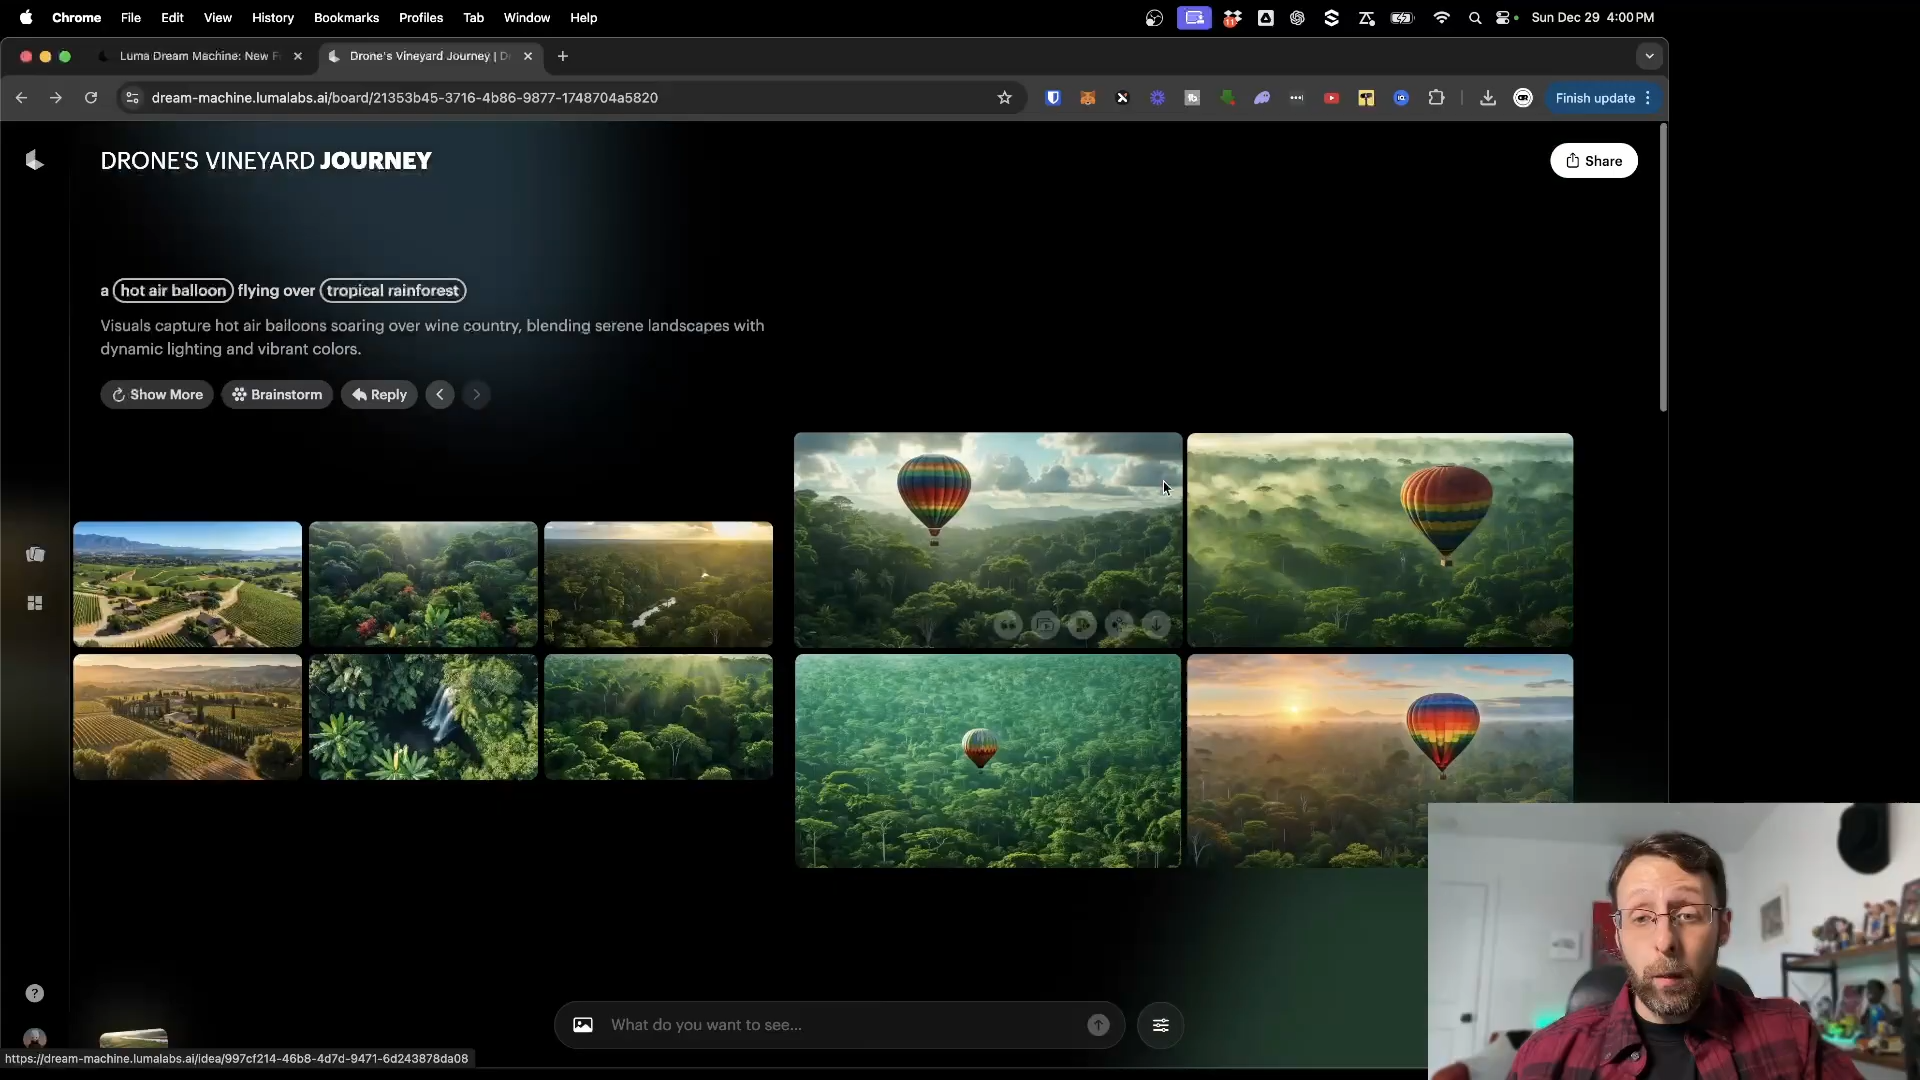 Chrome File Edit View History Bookmarks Profiles Tab Window Help
11
Sun Dec 29 4:00 PM
Luma Dream Machine: New F
Drone's Vineyard Journey | D
dream-machine.lumalabs.ai/board/21353b45-3716-4b86-9877-1748704a5820
Finish update
DRONE'S VINEYARD JOURNEY
Share
a hot air balloon flying over tropical rainforest
Visuals capture hot air balloons soaring over wine country, blending serene landscapes with
dynamic lighting and vibrant colors.
Show More
Brainstorm
Reply
What do you want to see...
?
https://dream-machine.lumalabs.ai/idea/997cf214-46b8-4d7d-9471-6d243878da08